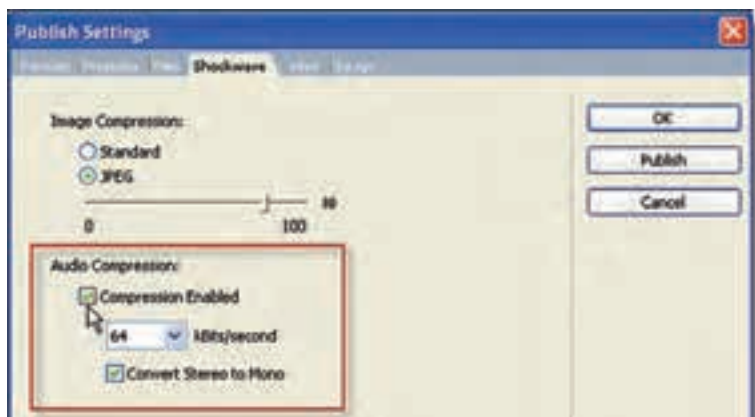 Publish Settings
Shockwave
Image Compression:
Standard
JPEG
0 100
Audio Compression:
Compression Enabled
64 kBits/second
Convert Stereo to Mono
OK
Publish
Cancel